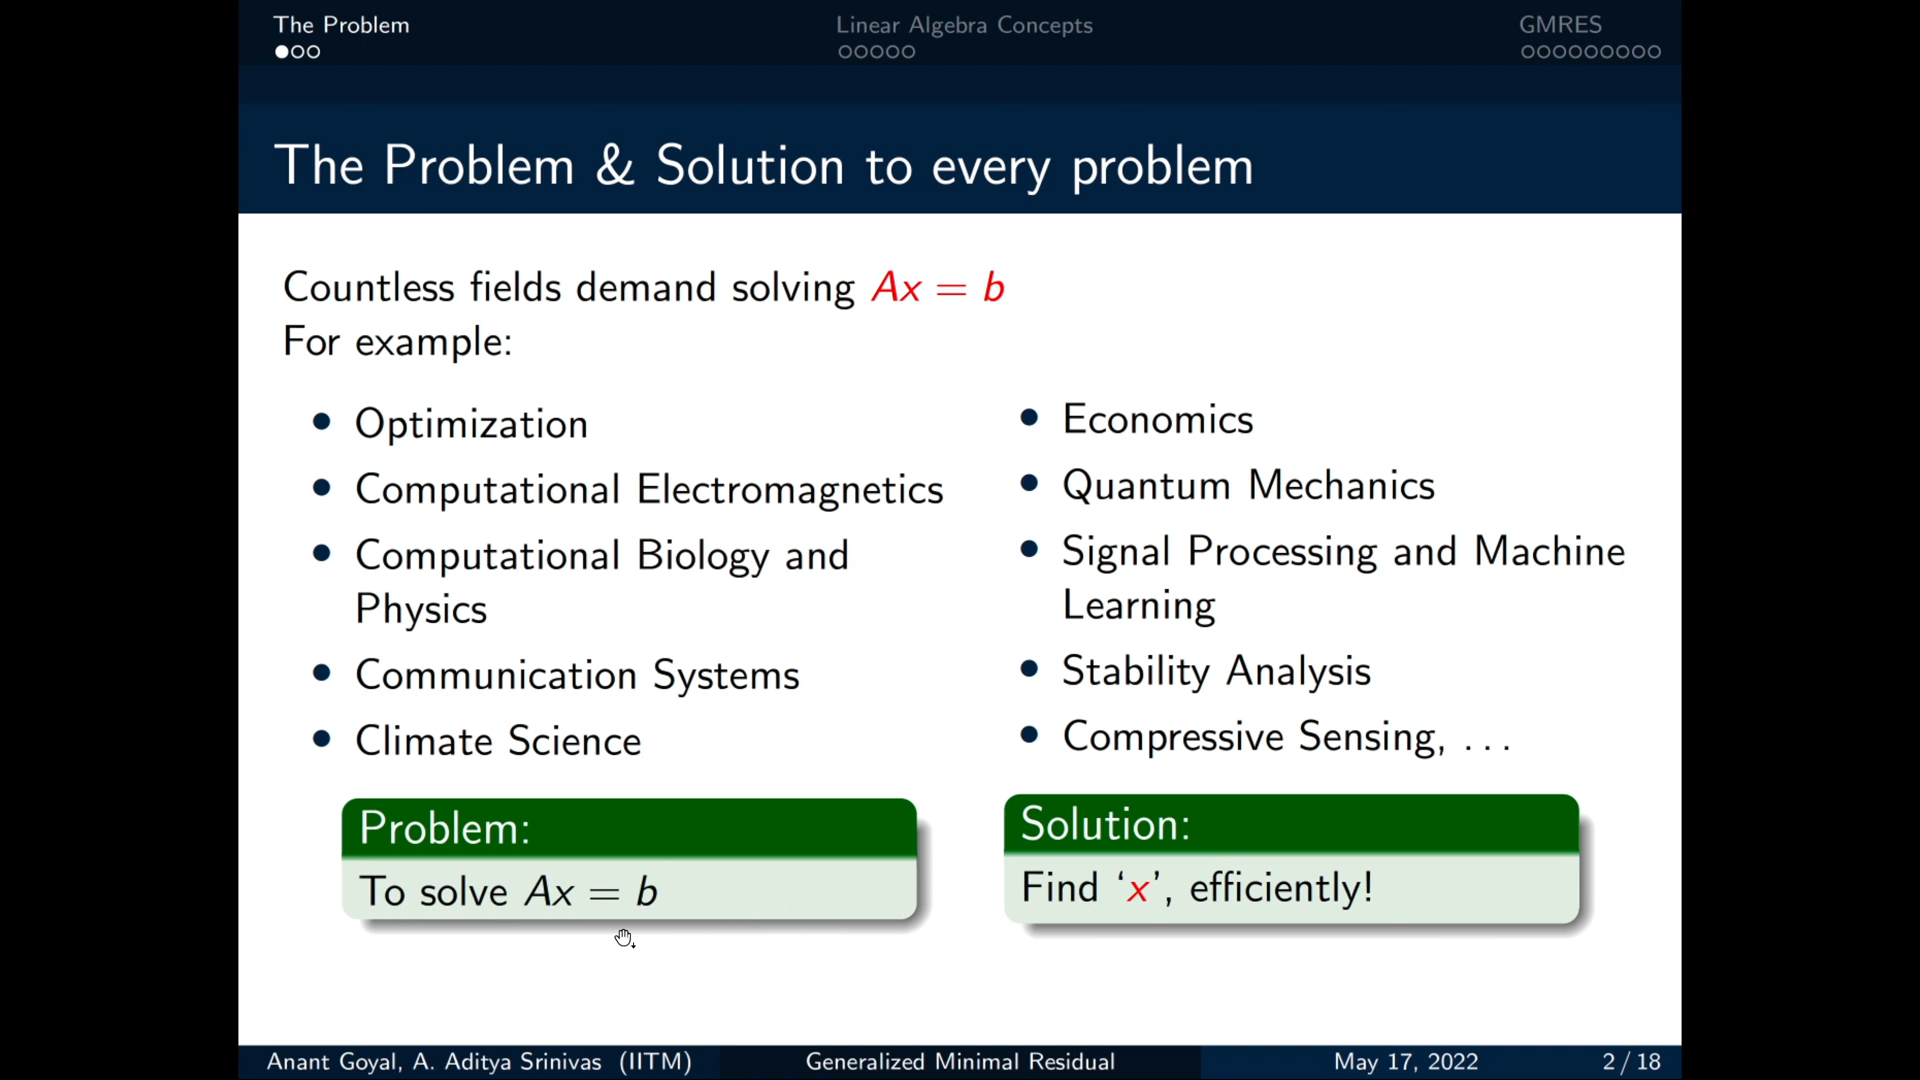 The Problem
Linear Algebra Concepts
GMRES
The Problem & Solution to every problem
Countless fields demand solving Ax = b
For example:
• Optimization
• Computational Electromagnetics
• Computational Biology and
Physics
• Communication Systems
• Climate Science
• Economics
• Quantum Mechanics
• Signal Processing and Machine
Learning
• Stability Analysis
• Compressive Sensing, . . .
Problem:
To solve Ax = b
Solution:
Find ‘x’, efficiently!
Anant Goyal, A. Aditya Srinivas (IITM)
Generalized Minimal Residual
May 17, 2022
2 / 18